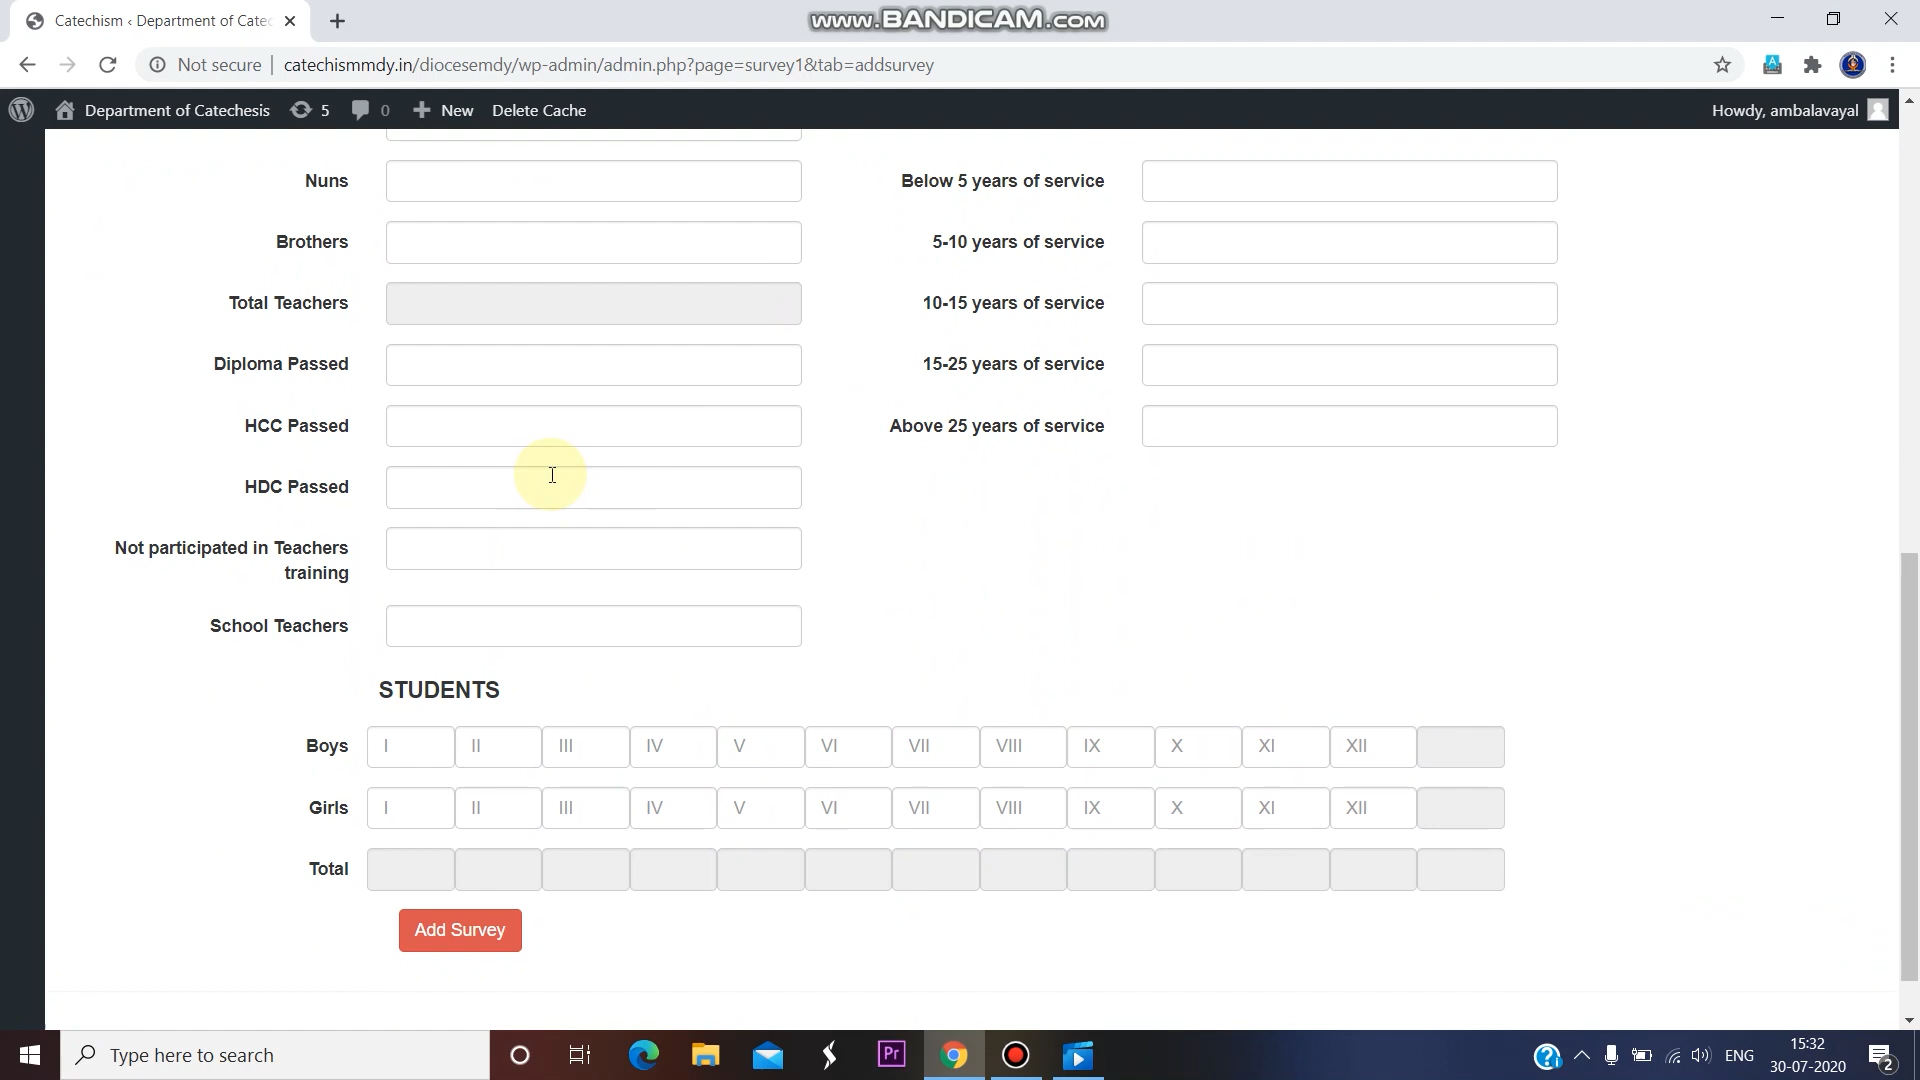 Catechism ‹ Department of Catec
www.BANDICAM.com
Not secure
catechismmdy.in/diocesemdy/wp-admin/admin.php?page=survey1&tab=addsurvey
Department of Catechesis 5 0 New Delete Cache
Howdy, ambalavayal
Nuns
Below 5 years of service
Brothers
5-10 years of service
Total Teachers
10-15 years of service
Diploma Passed
15-25 years of service
HCC Passed
Above 25 years of service
HDC Passed
Not participated in Teachers
training
School Teachers
STUDENTS
Boys I II III IV V VI VII VIII IX X XI XII
Girls I II III IV V VI VII VIII IX X XI XII
Total
Add Survey
Type here to search
Pr
ENG
15:32
30-07-2020
2